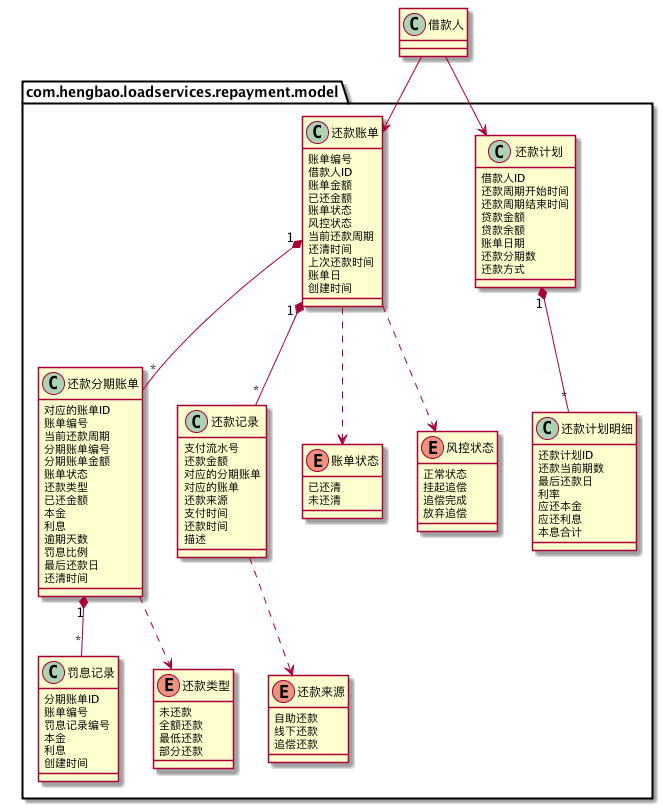 C 借款人
com.hengbao.loadservices.repayment.model
C 还款账单
账单编号
借款人ID
账单金额
已还金额
账单状态
风控状态
当前还款周期
还清时间
上次还款时间
账单日
创建时间
C 还款计划
借款人ID
还款周期开始时间
还款周期结束时间
贷款金额
贷款余额
账单日期
还款分期数
还款方式
1
1
1
*
*
*
C 还款分期账单
对应的账单ID
账单编号
当前还款周期
分期账单编号
分期账单金额
账单状态
还款类型
已还金额
本金
利息
逾期天数
罚息比例
最后还款日
还清时间
C 还款记录
支付流水号
还款金额
对应的分期账单
对应的账单
还款来源
支付时间
还款时间
描述
E 账单状态
已还清
未还清
E 风控状态
正常状态
挂起追偿
追偿完成
放弃追偿
C 还款计划明细
还款计划ID
还款当前期数
最后还款日
利率
应还本金
应还利息
本息合计
1
*
C 罚息记录
分期账单ID
账单编号
罚息记录编号
本金
利息
创建时间
E 还款类型
未还款
全额还款
最低还款
部分还款
E 还款来源
自助还款
线下还款
追偿还款